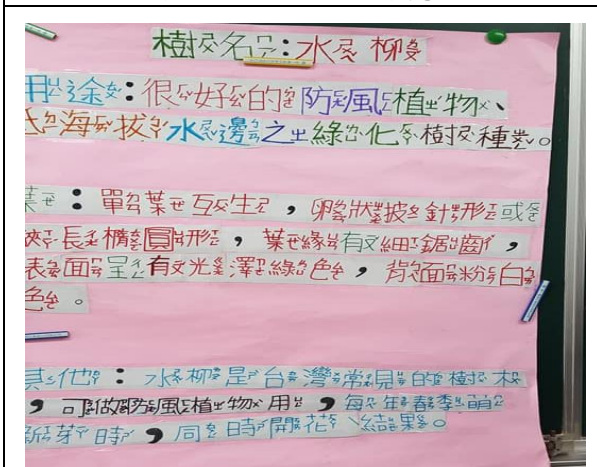 樹名:水柳
用途:很好的防風植物、
低海拔水邊之綠化樹種。
葉:單葉互生,卵狀披針形或
狹長橢圓形,葉緣有細鋸齒,
表面呈有光澤綠色,背面粉白
色。
其他:水柳是台灣常見的植樹木
,可做防風植物用,每年春季萌
新芽時,同時開花、結果。